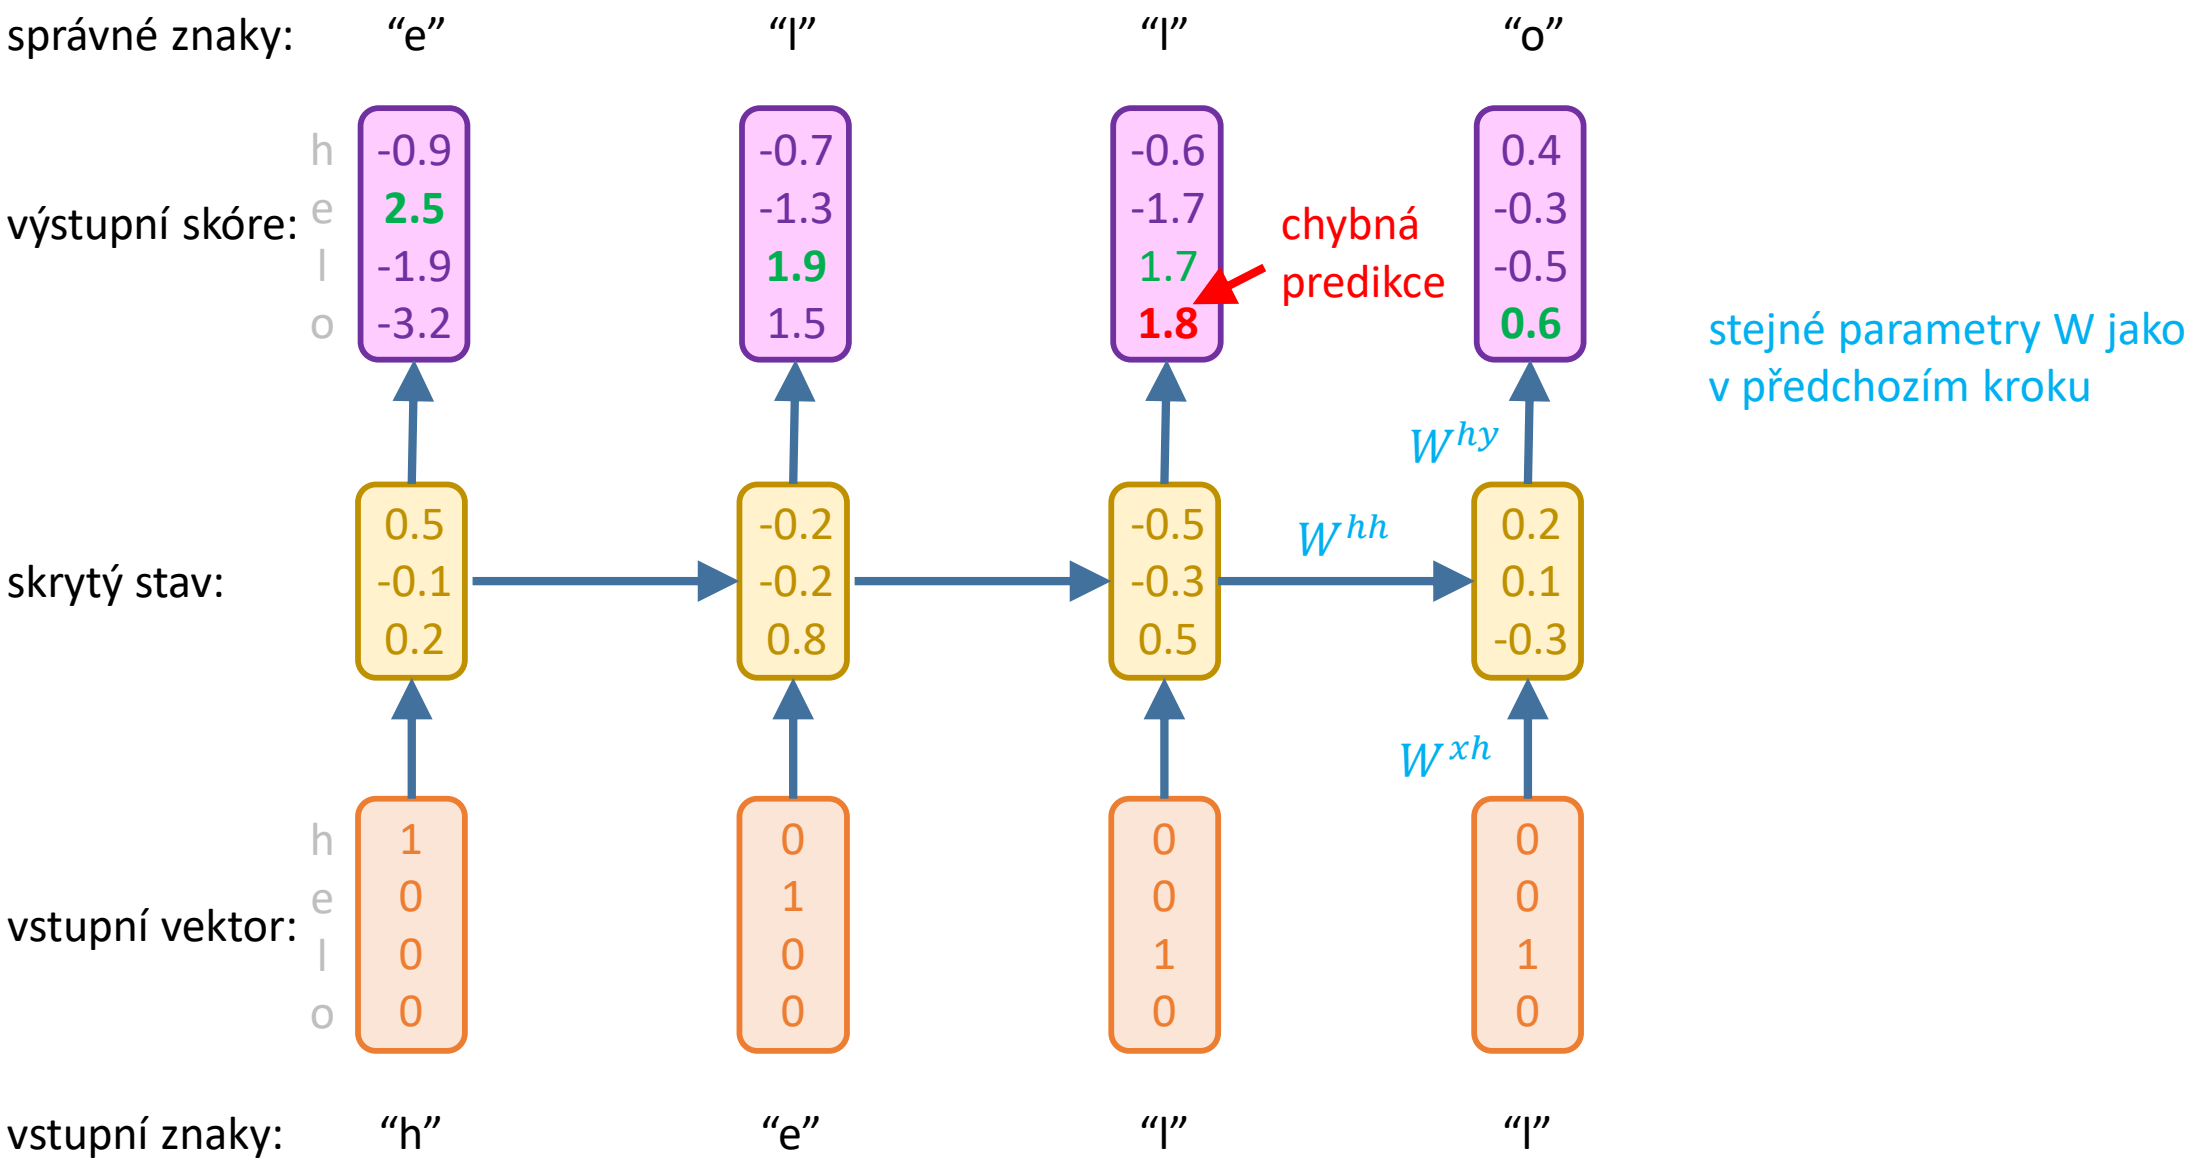 správné znaky: “e” “l” “l” “o”
h -0.9 -0.7 -0.6 0.4
výstupní skóre: e 2.5 -1.3 -1.7 -0.3
l -1.9 1.9 1.7 -0.5
o -3.2 1.5 1.8 0.6
chybná
predikce
stejné parametry W jako
v předchozím kroku
W^{hy}
0.5 -0.2 -0.5 0.2
W^{hh}
skrytý stav: -0.1 -0.2 -0.3 0.1
0.2 0.8 0.5 -0.3
W^{xh}
h 1 0 0 0
vstupní vektor: e 0 1 0 0
l 0 0 1 1
o 0 0 0 0
vstupní znaky: “h” “e” “l” “l”